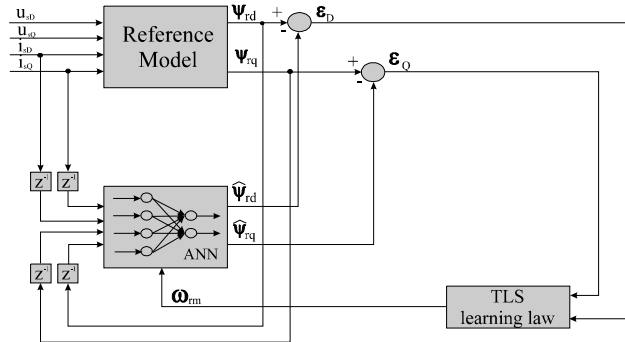 u_sD
u_sQ
i_sD
i_sQ
Reference
Model
ψ_rd
ψ_rq
+
-
ε_D
+
-
ε_Q
z⁻¹
z⁻¹
z⁻¹
z⁻¹
ANN
ψ̂_rd
ψ̂_rq
ω_rm
TLS
learning law